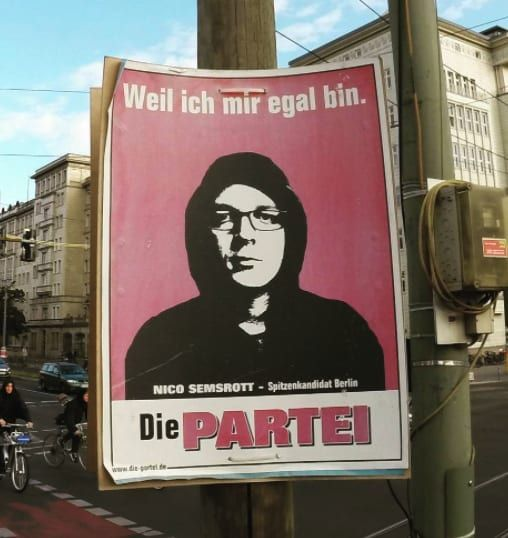 Weil ich mir egal bin.
NICO SEMSROTT – Spitzenkandidat Berlin
Die PARTEI
www.die-partei.de